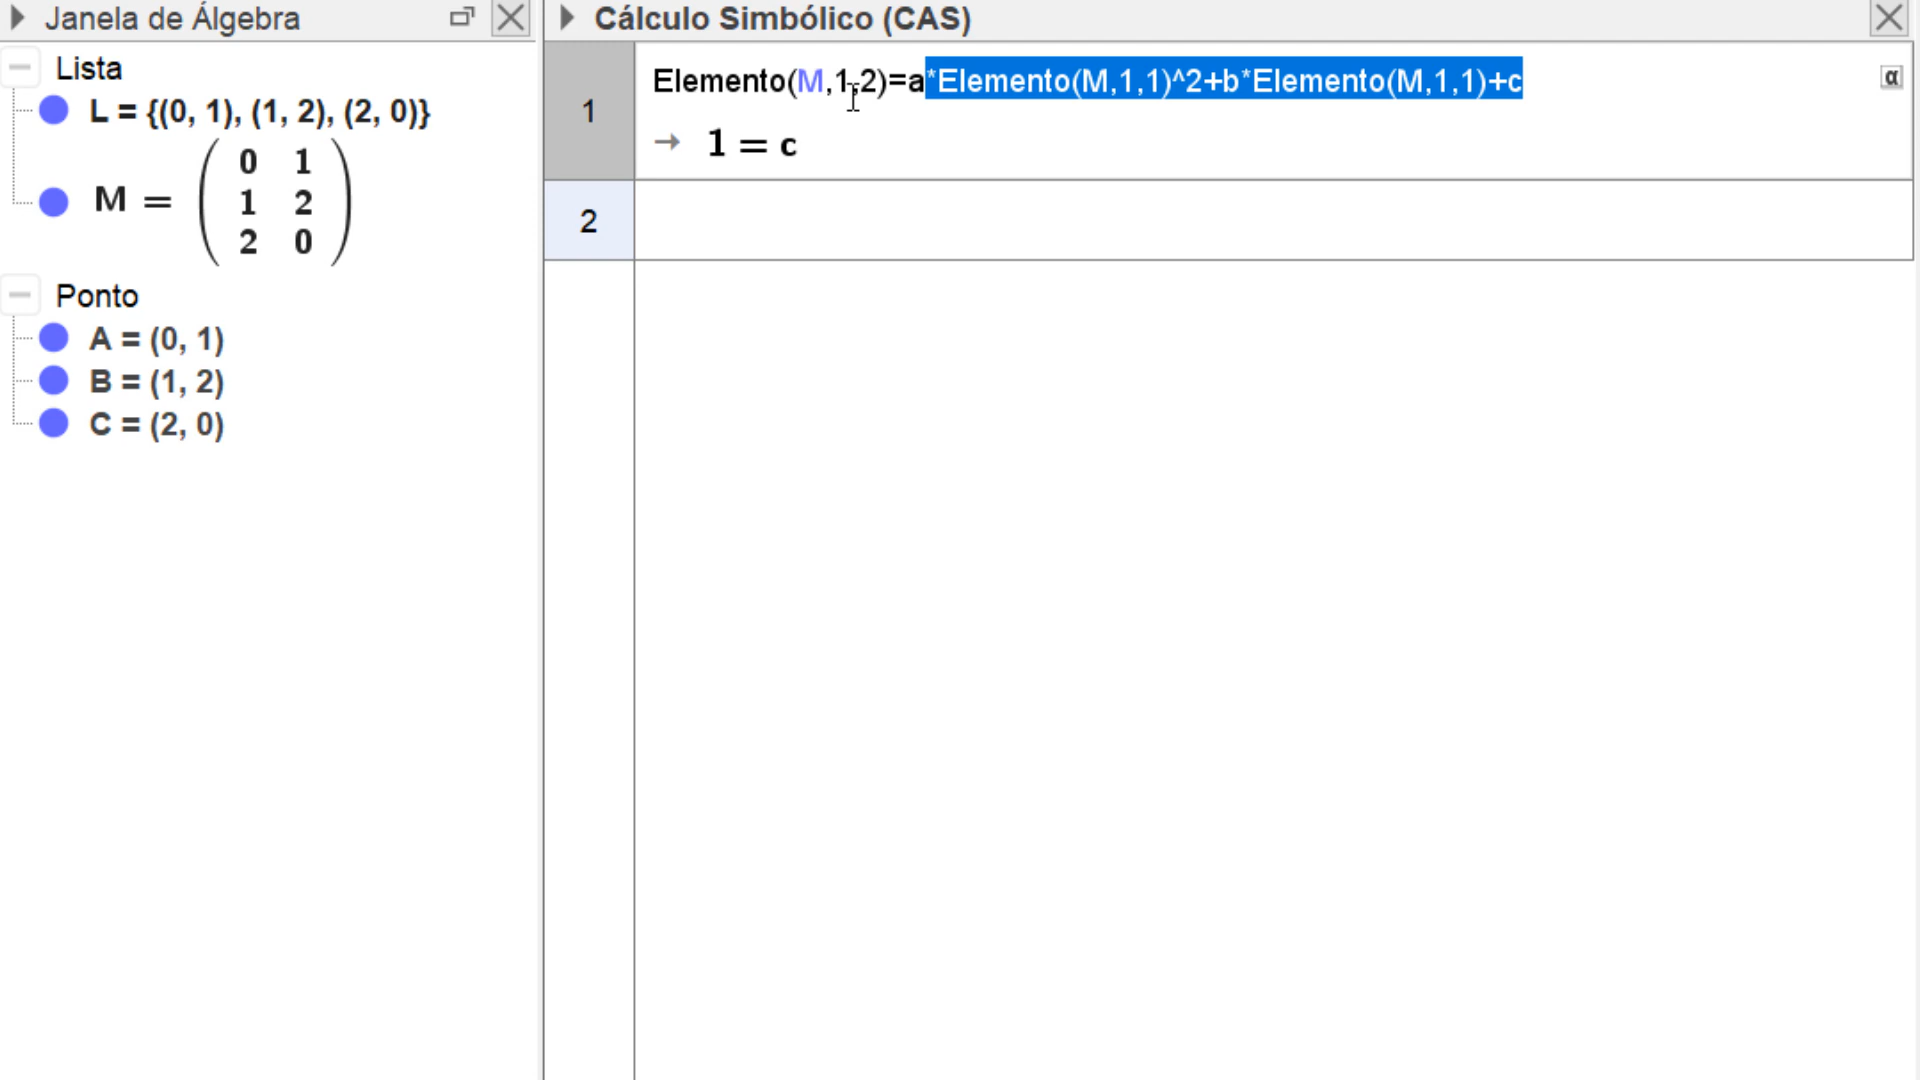 Janela de Álgebra
Lista
L = {(0, 1), (1, 2), (2, 0)}
M =
0 1
1 2
2 0
Ponto
A = (0, 1)
B = (1, 2)
C = (2, 0)
Cálculo Simbólico (CAS)
1
Elemento(M,1,2)=a*Elemento(M,1,1)^2+b*Elemento(M,1,1)+c
α
→ 1 = c
2